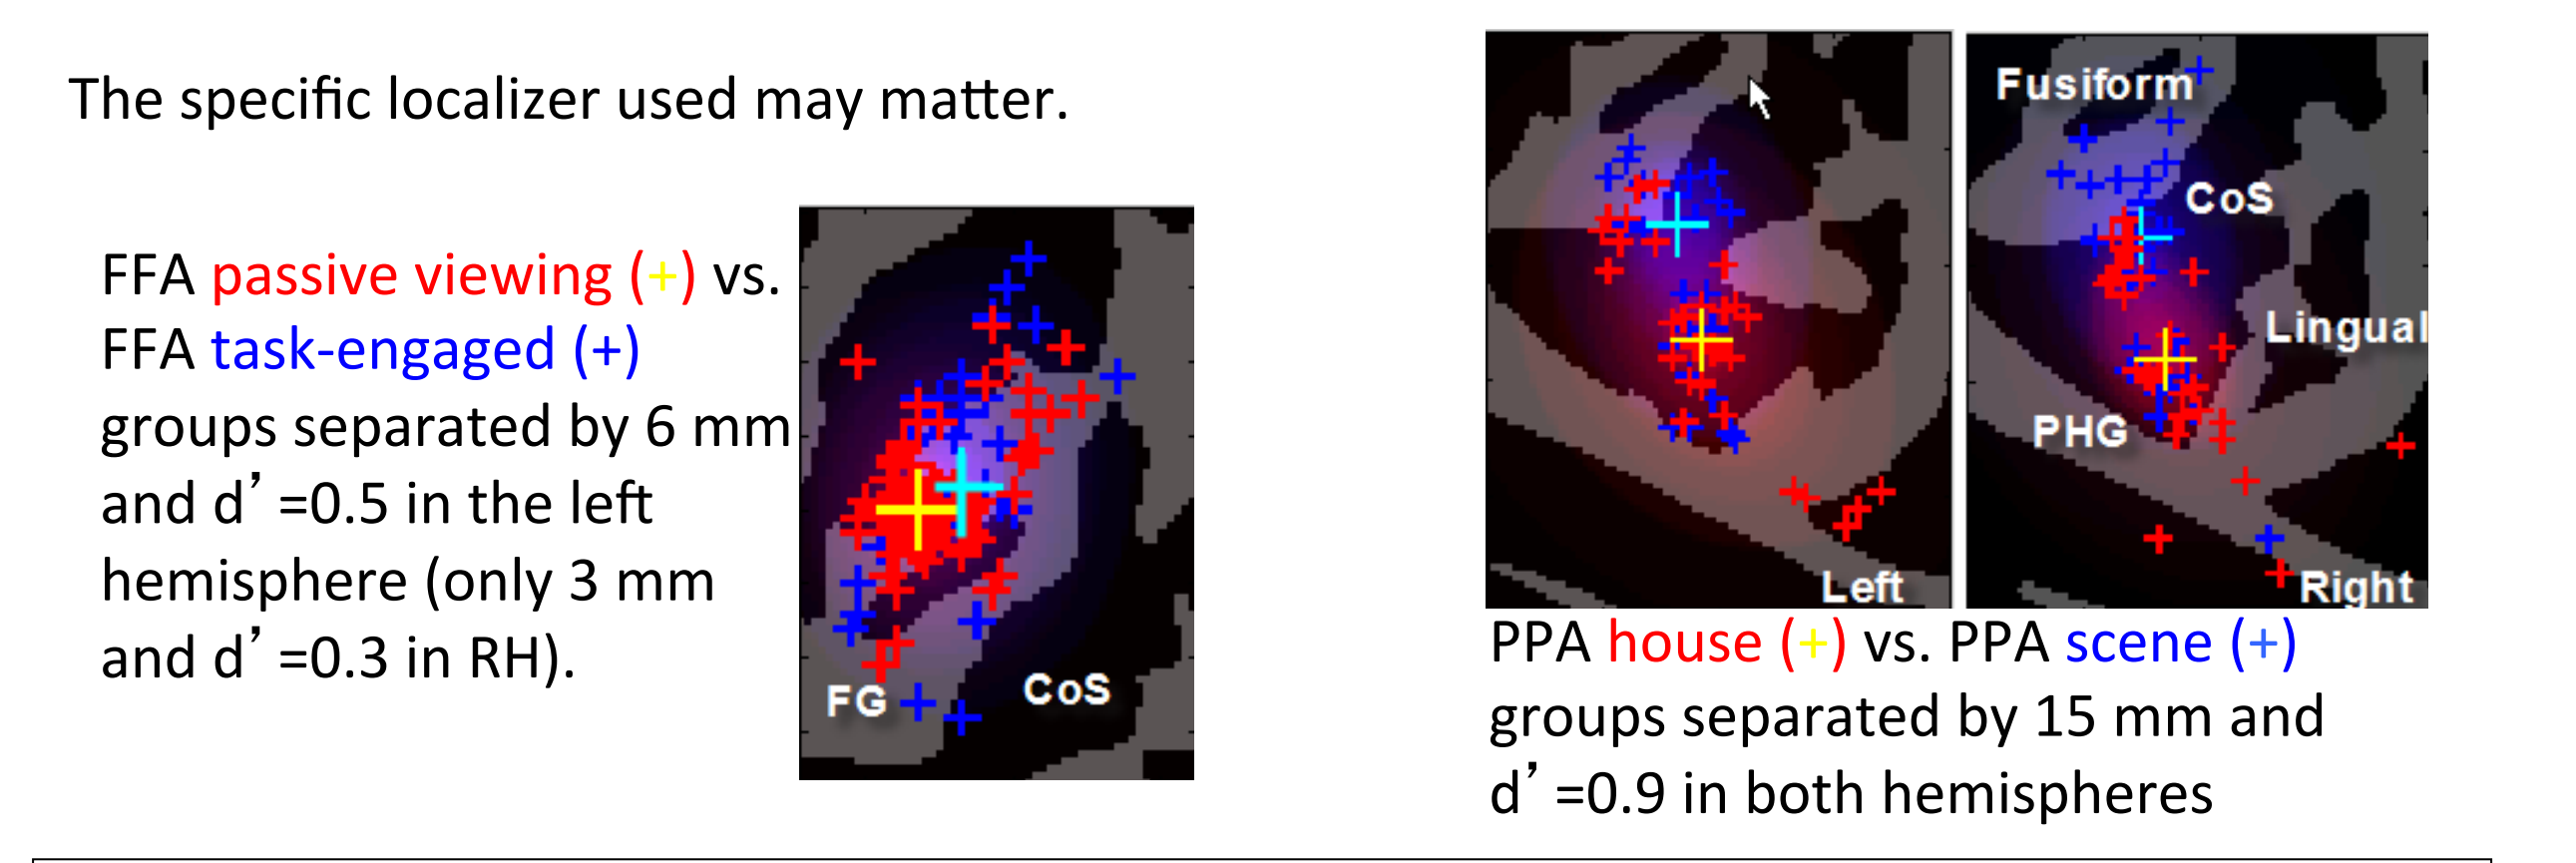 The specific localizer used may matter.
FFA passive viewing (+) vs.
FFA task-engaged (+)
groups separated by 6 mm
and d’ =0.5 in the left
hemisphere (only 3 mm
and d’ =0.3 in RH).
FG
CoS
Left
Fusiform
CoS
Lingual
PHG
Right
PPA house (+) vs. PPA scene (+)
groups separated by 15 mm and
d’ =0.9 in both hemispheres